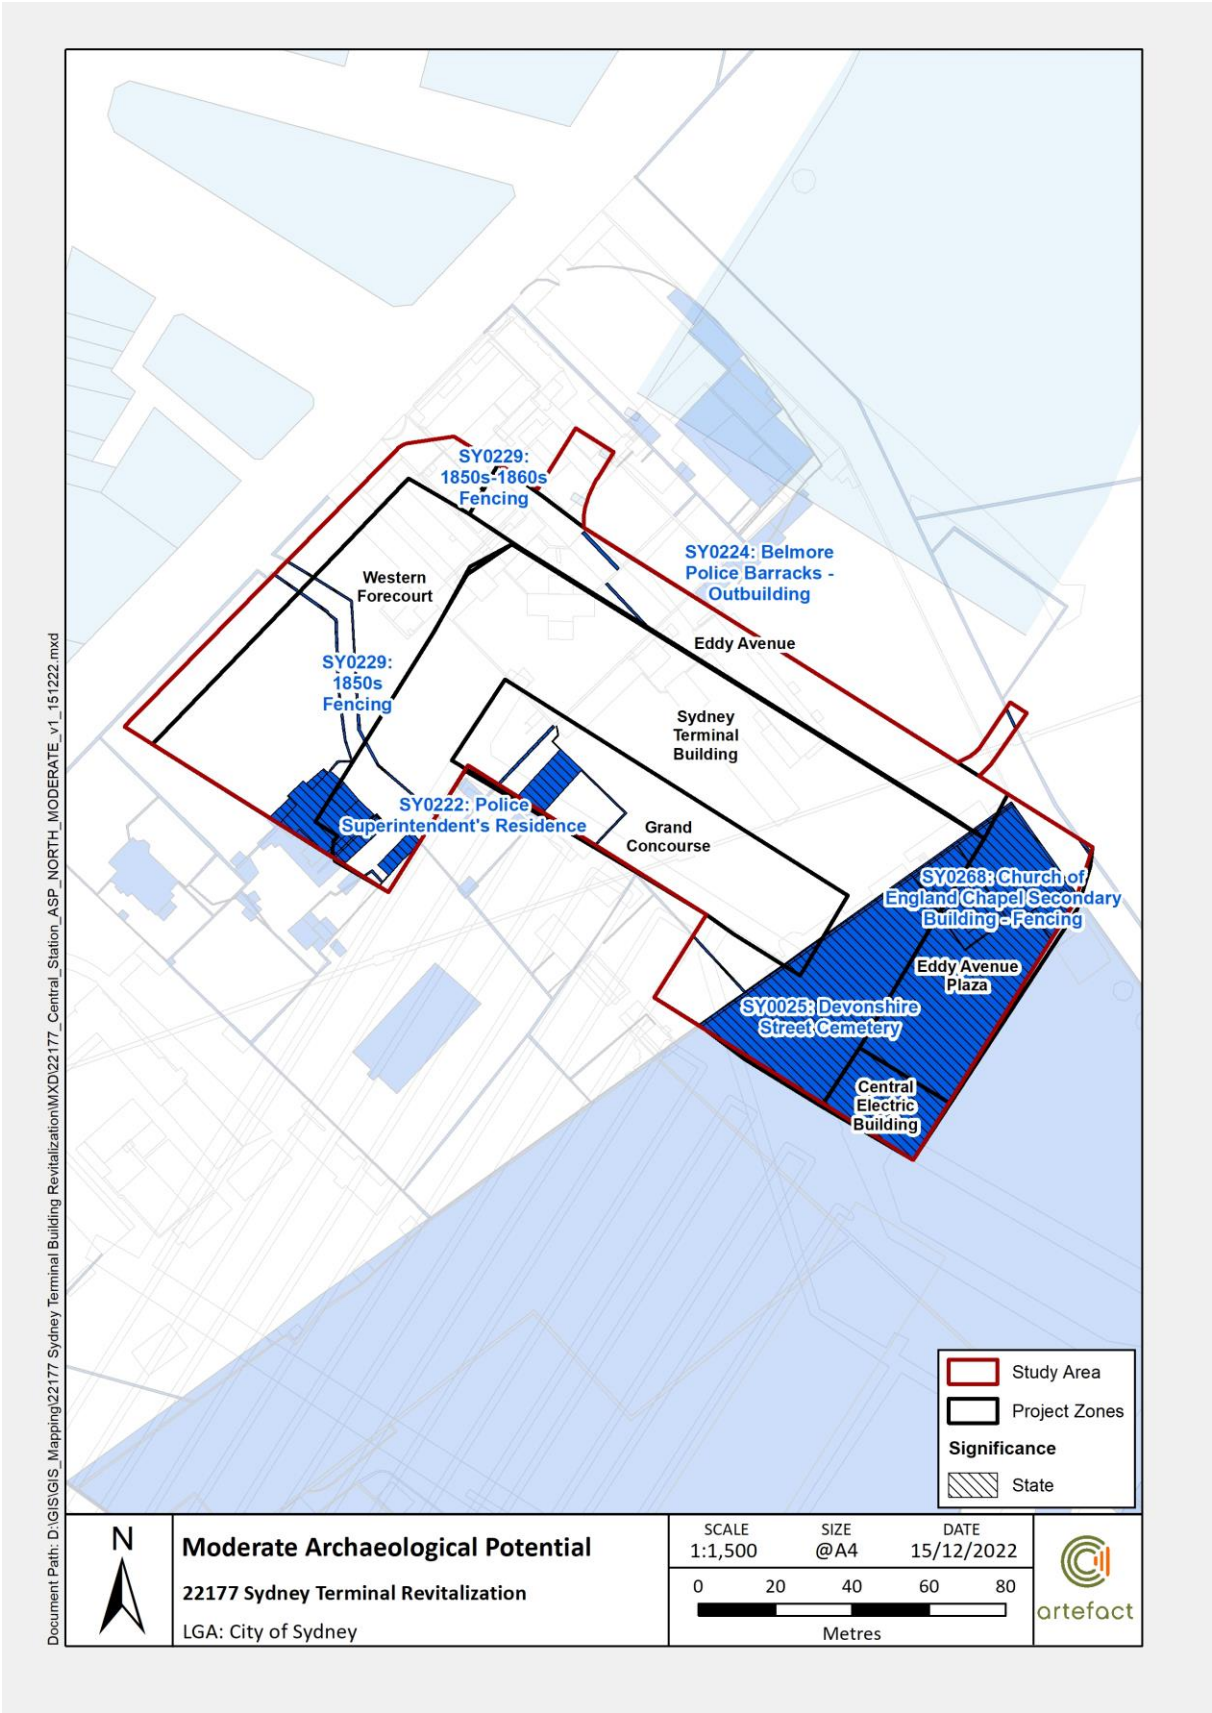 SY0229:
1850s-1860s
Fencing
SY0224: Belmore
Police Barracks -
Outbuilding
Western
Forecourt
Eddy Avenue
SY0229:
1850s
Fencing
Sydney
Terminal
Building
SY0222: Police
Superintendent's Residence
Grand
Concourse
SY0268: Church of
England Chapel Secondary
Building - Fencing
Eddy Avenue
Plaza
SY0025: Devonshire
Street Cemetery
Central
Electric
Building
Document Path: D:\GIS\GIS_Mapping\22177 Sydney Terminal Building Revitalization\MXD\22177_Central_Station_ASP_NORTH_MODERATE_v1_151222.mxd
Study Area
Project Zones
Significance
State
N
Moderate Archaeological Potential
22177 Sydney Terminal Revitalization
LGA: City of Sydney
SCALE SIZE DATE
1:1,500 @A4 15/12/2022
0 20 40 60 80
Metres
artefact